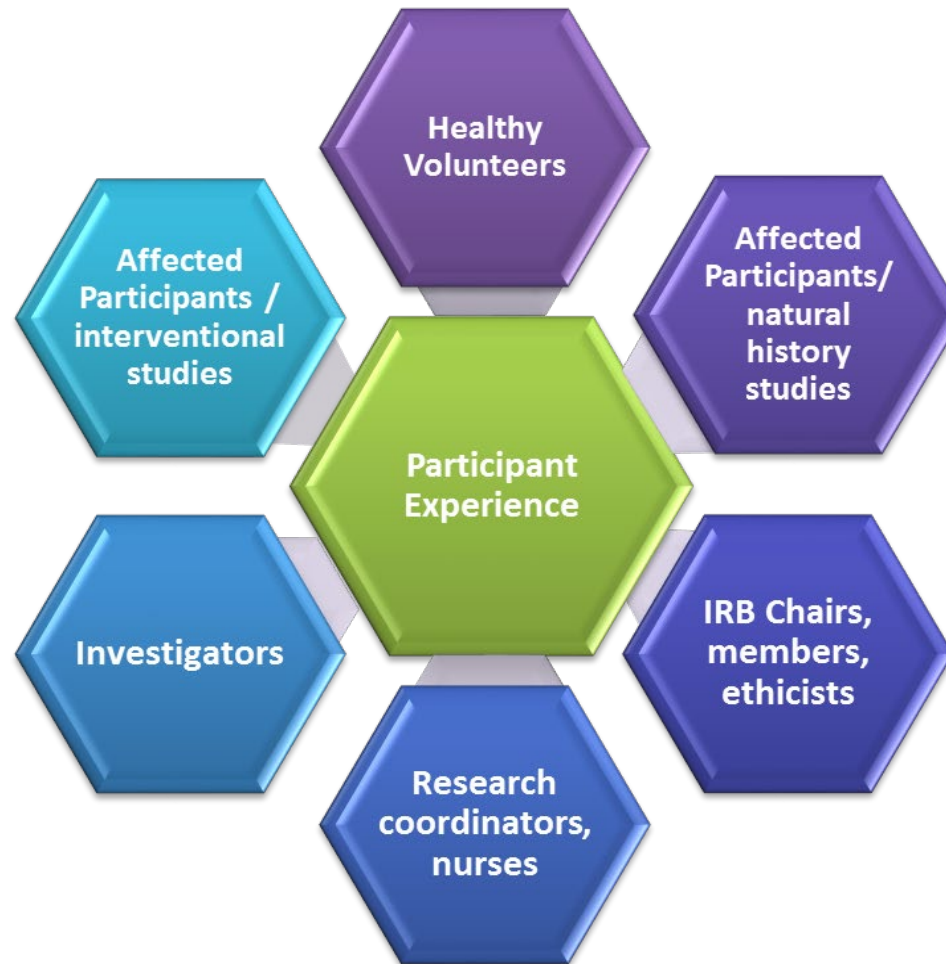 Healthy
Volunteers
Affected
Participants /
interventional
studies
Affected
Participants/
natural
history
studies
Participant
Experience
Investigators
IRB Chairs,
members,
ethicists
Research
coordinators,
nurses